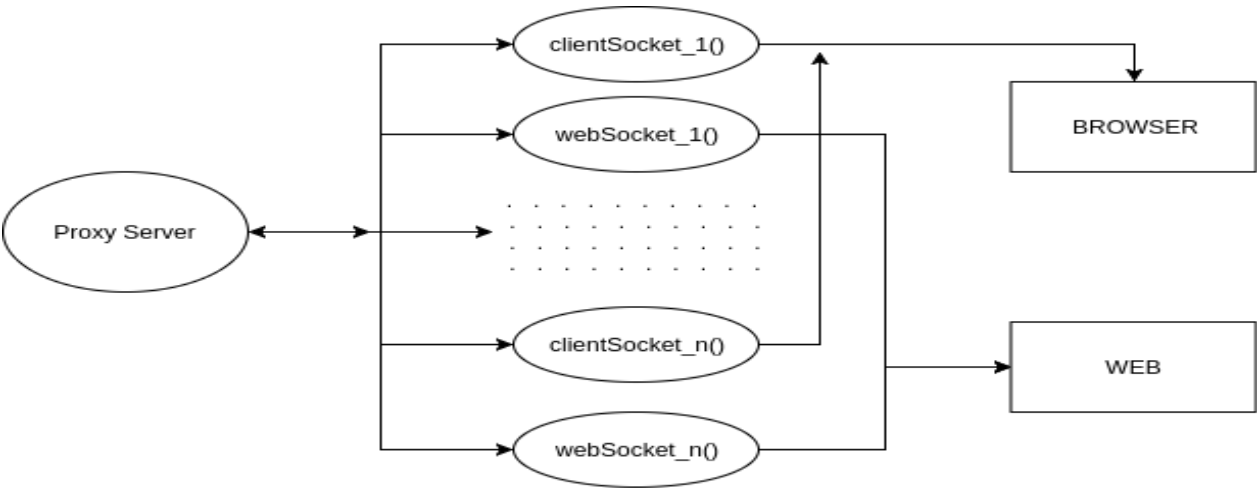 clientSocket_1()
BROWSER
webSocket_1()
Proxy Server
clientSocket_n()
WEB
webSocket_n()